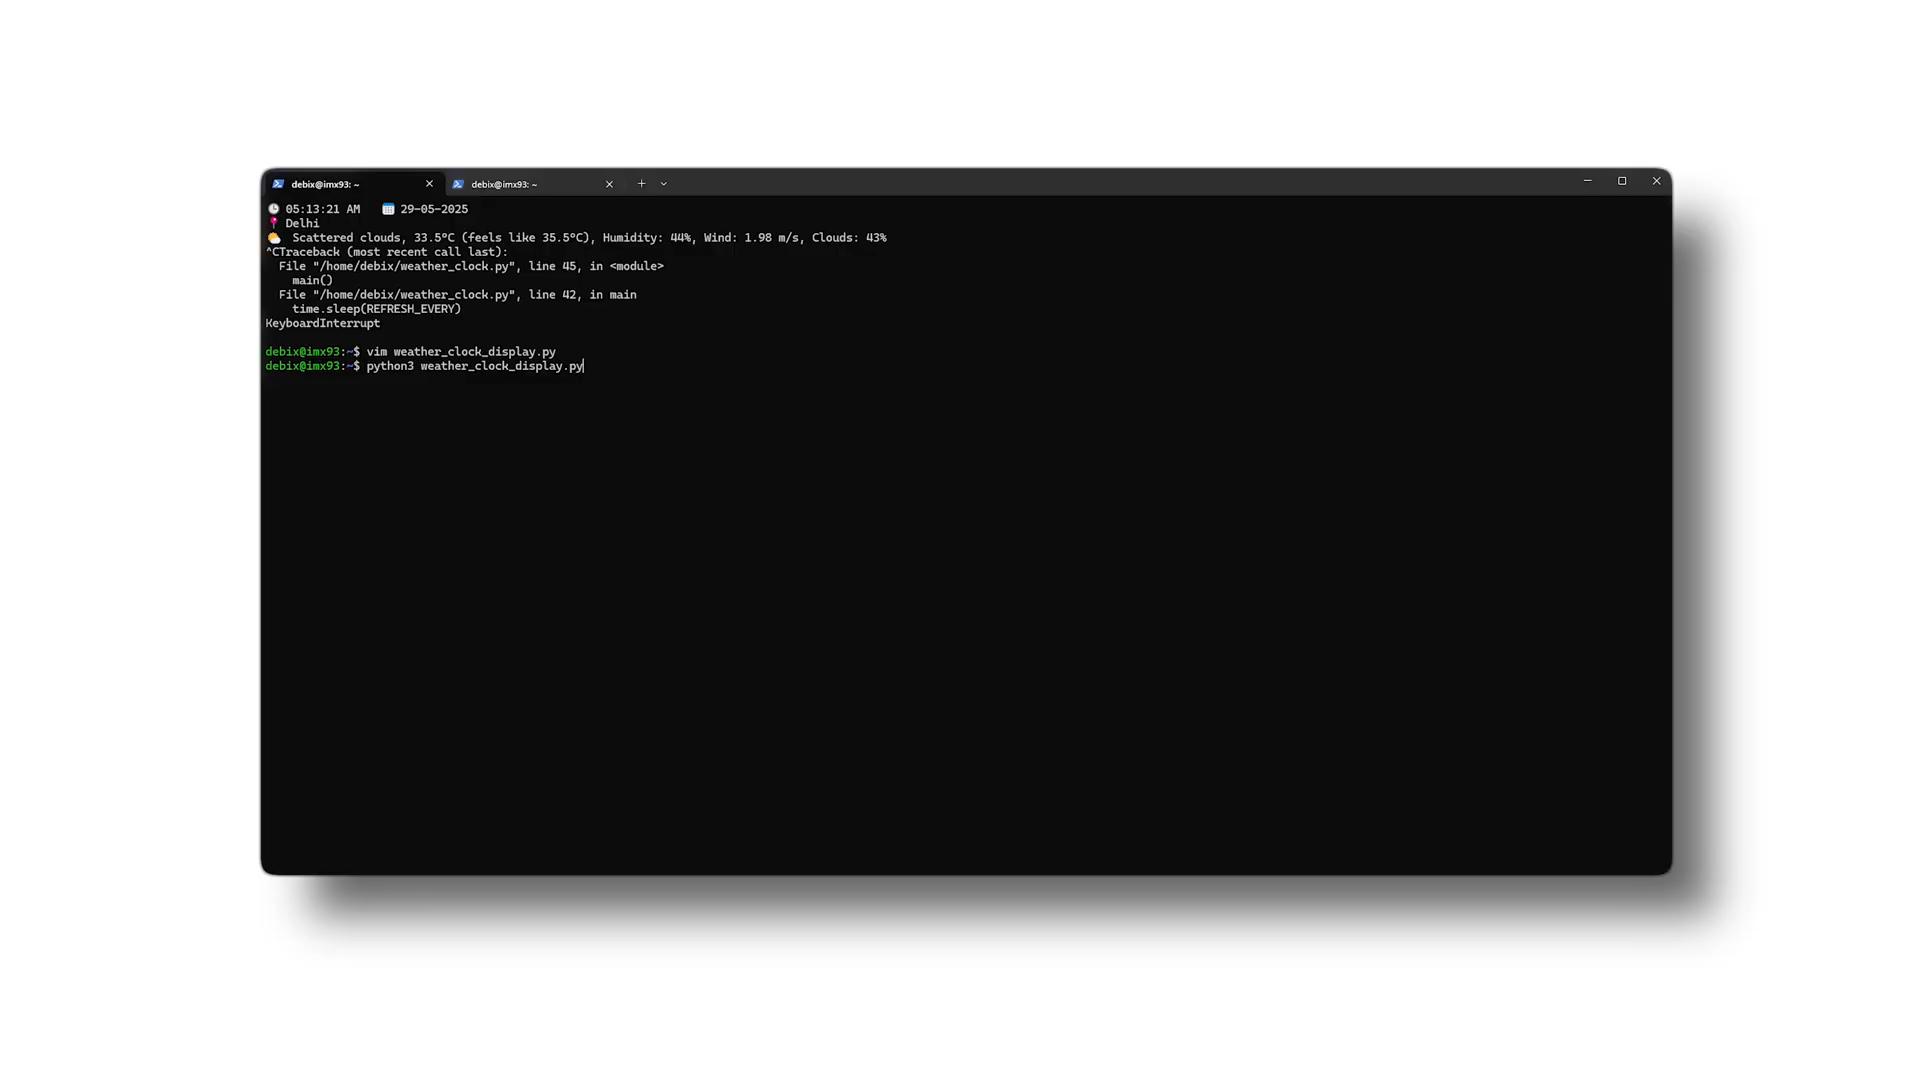 debix@imx93: ~ debix@imx93: ~
05:13:21 AM 29-05-2025
Delhi
Scattered clouds, 33.5°C (feels like 35.5°C), Humidity: 44%, Wind: 1.98 m/s, Clouds: 43%
^CTraceback (most recent call last):
File "/home/debix/weather_clock.py", line 45, in <module>
main()
File "/home/debix/weather_clock.py", line 42, in main
time.sleep(REFRESH_EVERY)
KeyboardInterrupt
debix@imx93:~$ vim weather_clock_display.py
debix@imx93:~$ python3 weather_clock_display.py